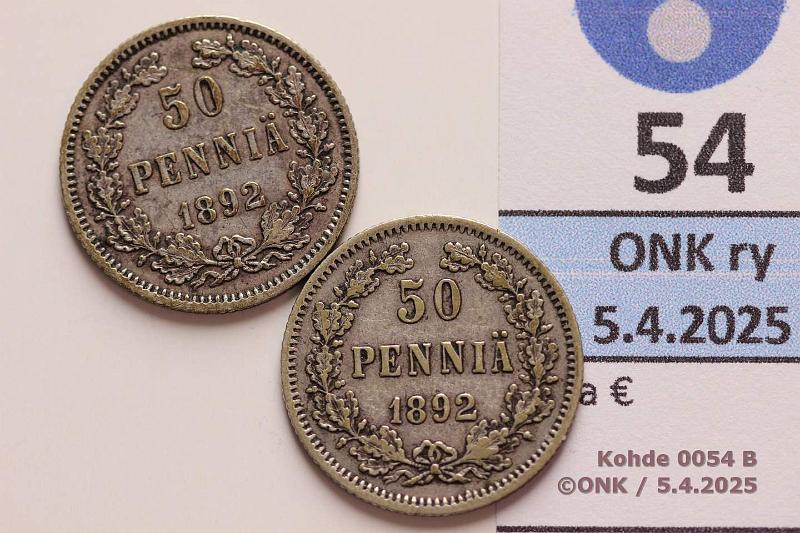 50
PENNIÄ
1892
50
PENNIÄ
1892
54
ONK ry
5.4.2025
a €
Kohde 0054 B
©ONK / 5.4.2025